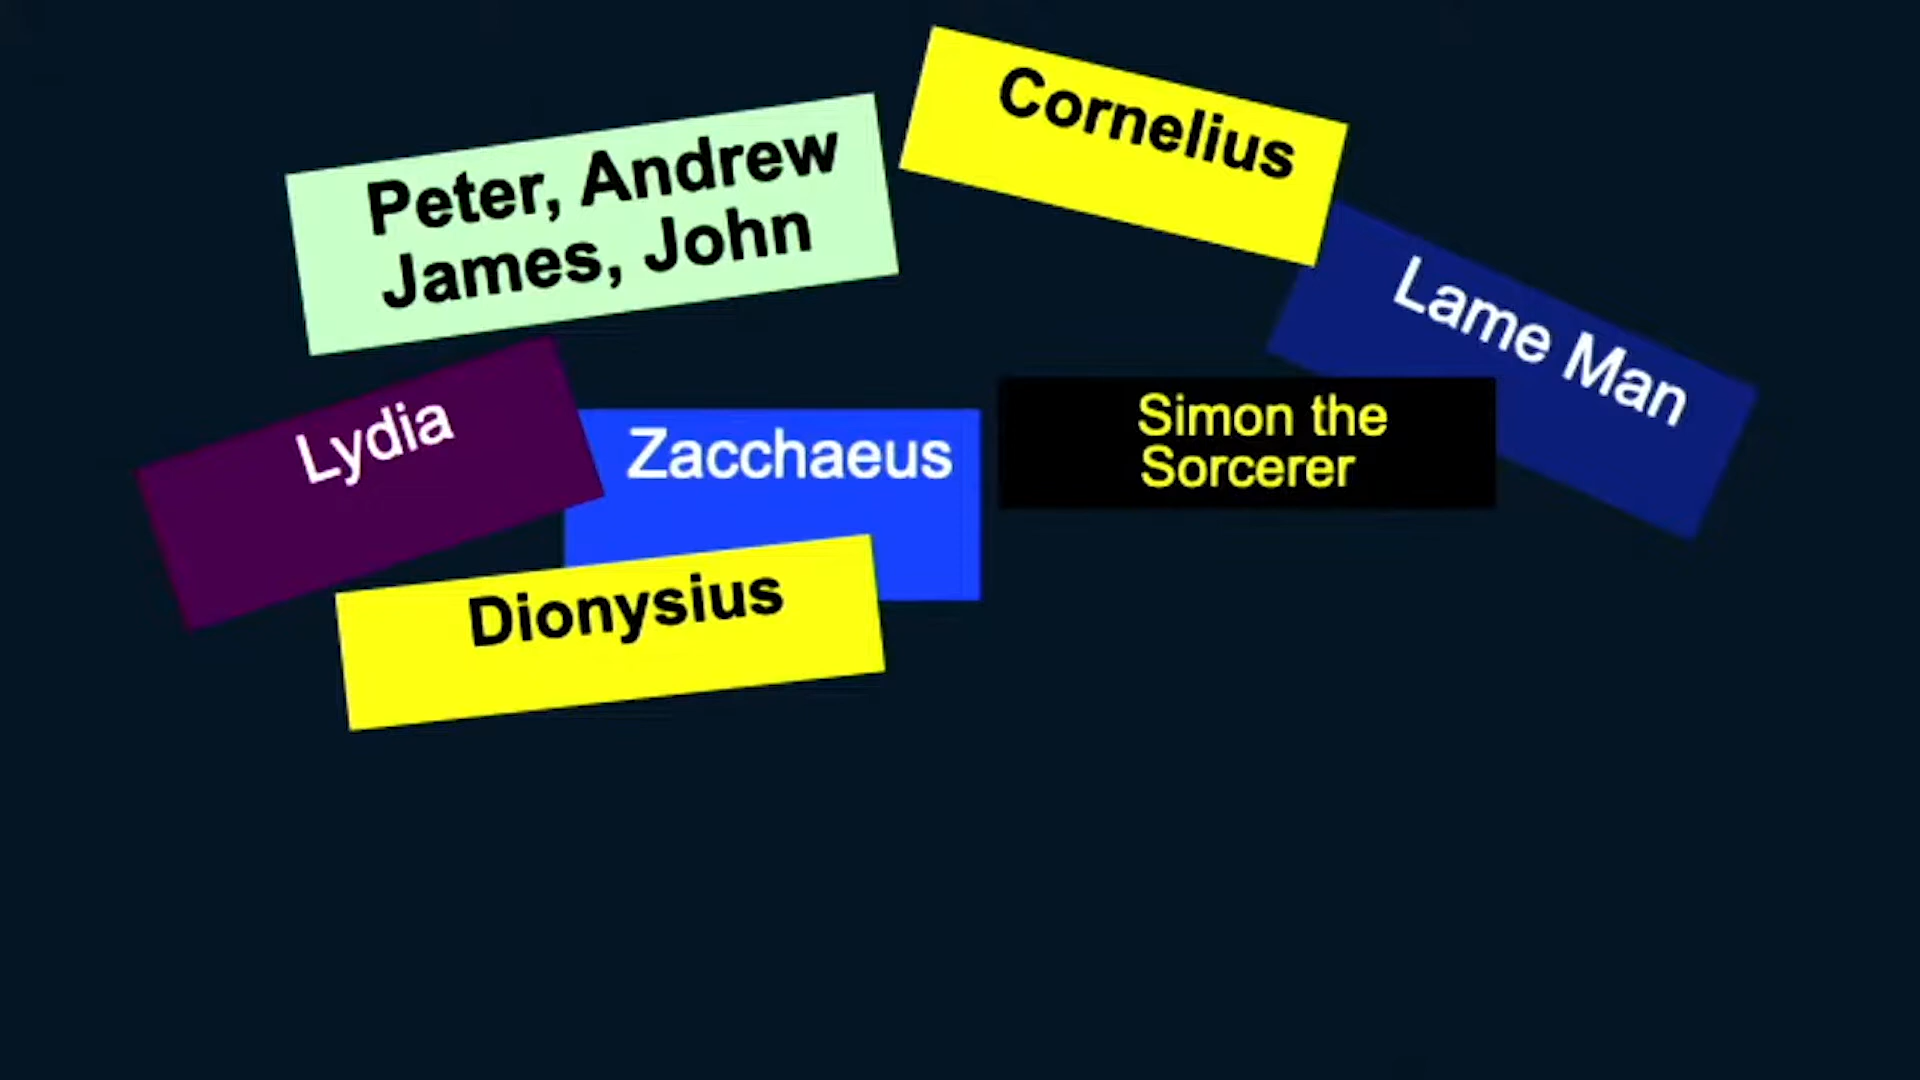 Cornelius
Peter, Andrew
James, John
Lame Man
Lydia
Zacchaeus
Simon the
Sorcerer
Dionysius